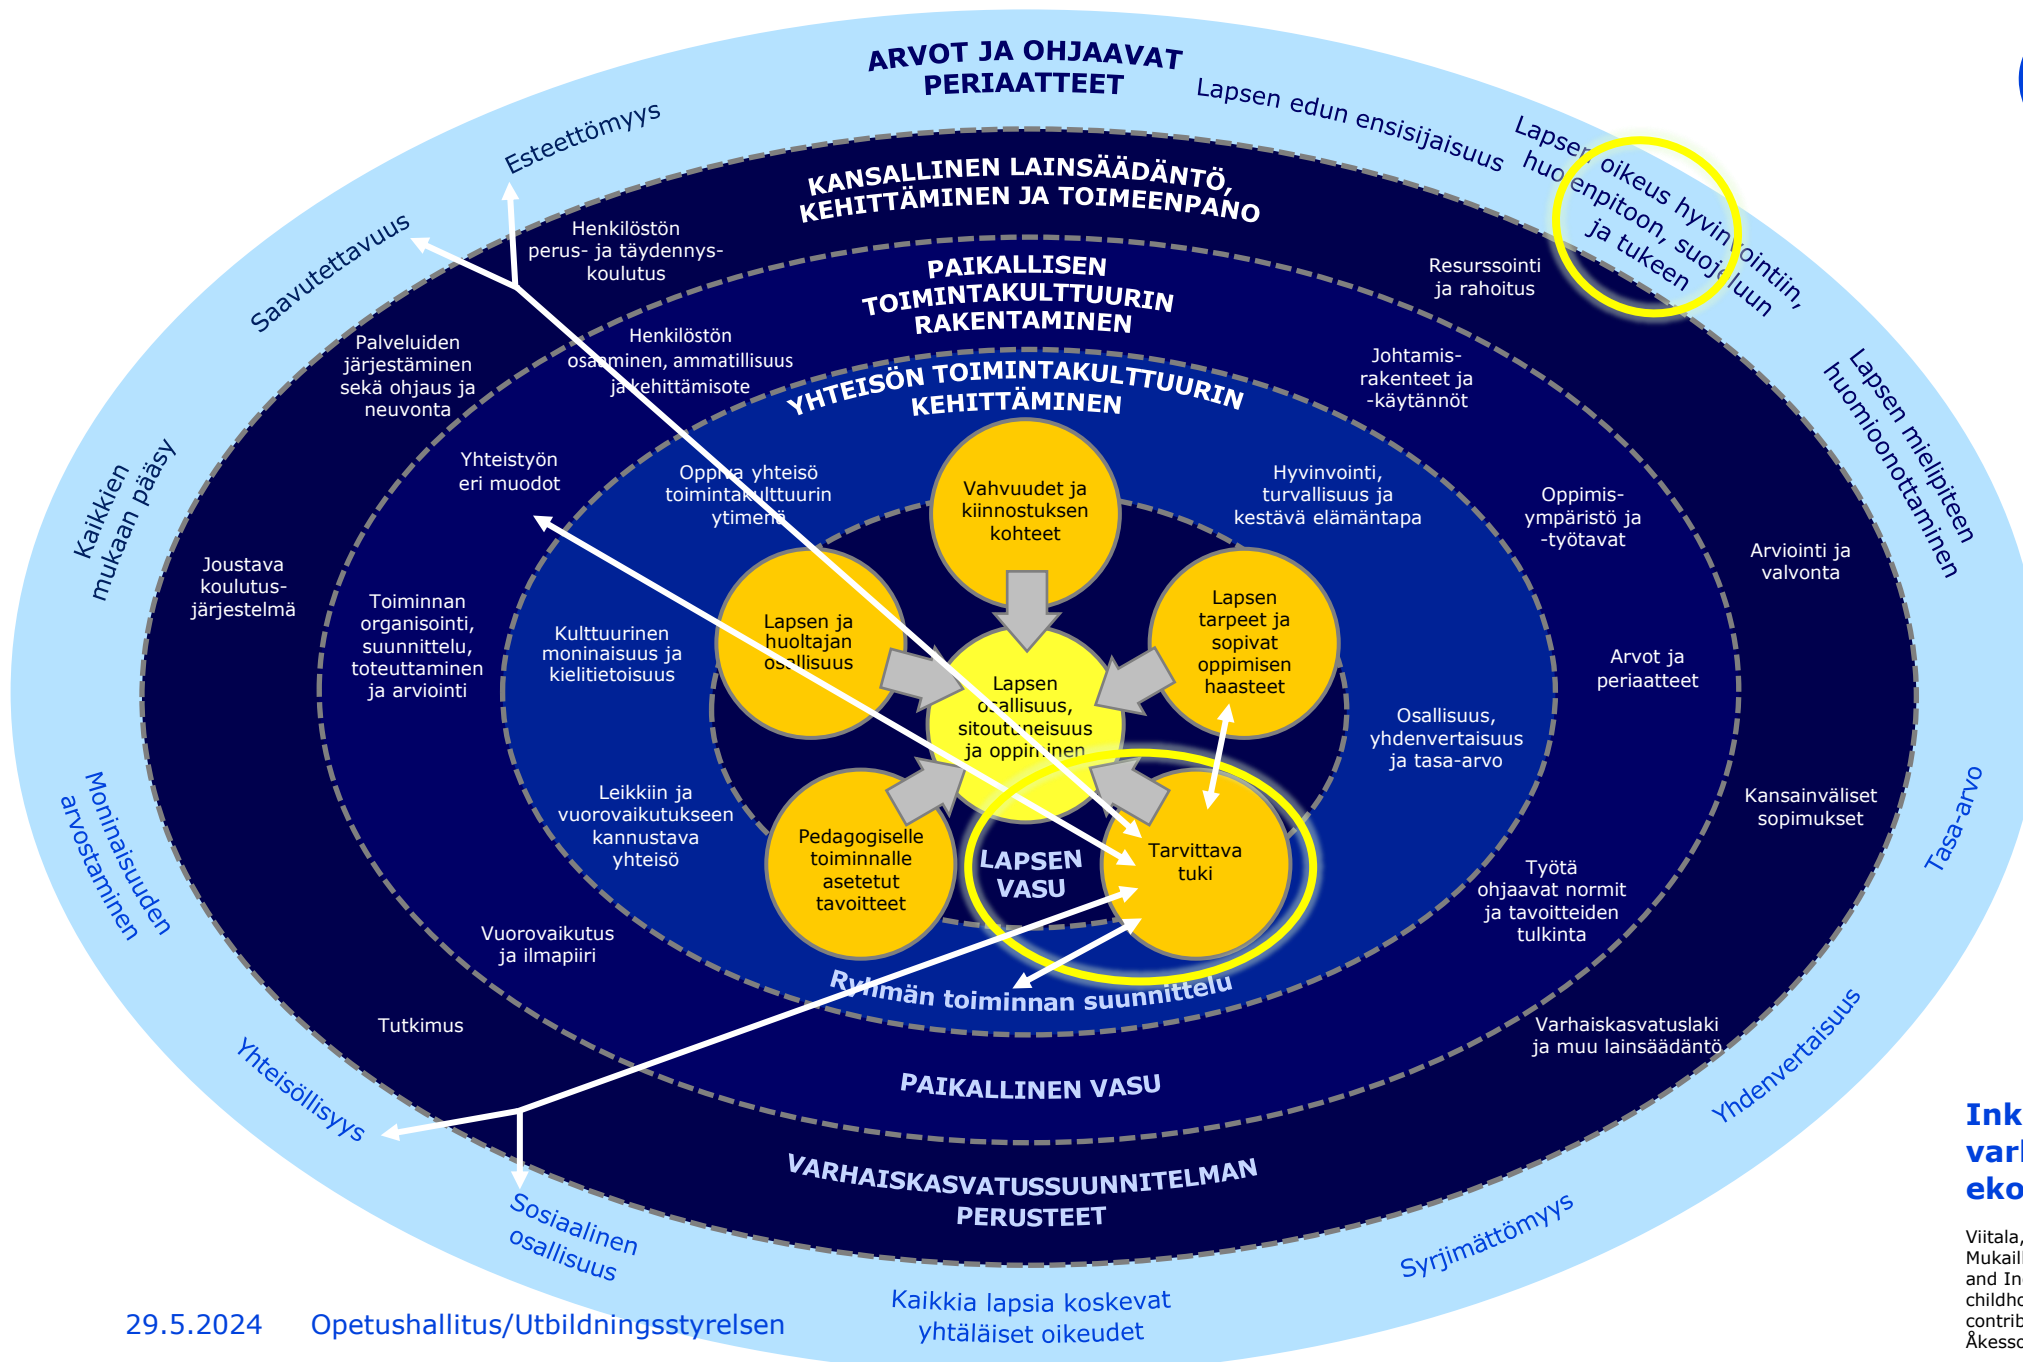 ARVOT JA OHJAAVAT
PERIAATTEET
Lapsen edun ensisijaisuus
Lapsen oikeus hyvinvointiin,
huolenpitoon, suojeluun
ja tukeen
Esteettömyys
Saavutettavuus
Kaikkien
mukaan pääsy
Lapsen mielipiteen
huomioonottaminen
KANSALLINEN LAINSÄÄDÄNTÖ,
KEHITTÄMINEN JA TOIMEENPANO
Henkilöstön
perus- ja täydennys-
koulutus
Resurssointi
ja rahoitus
Palveluiden
järjestäminen
sekä ohjaus ja
neuvonta
PAIKALLISEN
TOIMINTAKULTTUURIN
RAKENTAMINEN
Henkilöstön
osaaminen, ammatillisuus
ja kehittämisote
Johtamis-
rakenteet ja
-käytännöt
YHTEISÖN TOIMINTAKULTTUURIN
KEHITTÄMINEN
Yhteistyön
eri muodot
Oppiva yhteisö
toimintakulttuurin
ytimenä
Vahvuudet ja
kiinnostuksen
kohteet
Hyvinvointi,
turvallisuus ja
kestävä elämäntapa
Oppimis-
ympäristö ja
-työtavat
Arviointi ja
valvonta
Joustava
koulutus-
järjestelmä
Toiminnan
organisointi,
suunnittelu,
toteuttaminen
ja arviointi
Kulttuurinen
moninaisuus ja
kielitietoisuus
Lapsen ja
huoltajan
osallisuus
Lapsen
tarpeet ja
sopivat
oppimisen
haasteet
Arvot ja
periaatteet
Lapsen
osallisuus,
sitoutuneisuus
ja oppiminen
Osallisuus,
yhdenvertaisuus
ja tasa-arvo
Moninaisuuden
arvostaminen
Leikkiin ja
vuorovaikutukseen
kannustava
yhteisö
Pedagogiselle
toiminnalle
asetetut
tavoitteet
LAPSEN
VASU
Tarvittava
tuki
Kansainväliset
sopimukset
Tasa-arvo
Työtä
ohjaavat normit
ja tavoitteiden
tulkinta
Vuorovaikutus
ja ilmapiiri
Ryhmän toiminnan suunnittelu
Tutkimus
Varhaiskasvatuslaki
ja muu lainsäädäntö
Yhteisöllisyys
Yhdenvertaisuus
PAIKALLINEN VASU
VARHAISKASVATUSSUUNNITELMAN
PERUSTEET
Sosiaalinen
osallisuus
Syrjimättömyys
Kaikkia lapsia koskevat
yhtäläiset oikeudet
29.5.2024 Opetushallitus/Utbildningsstyrelsen
Viitala,
and